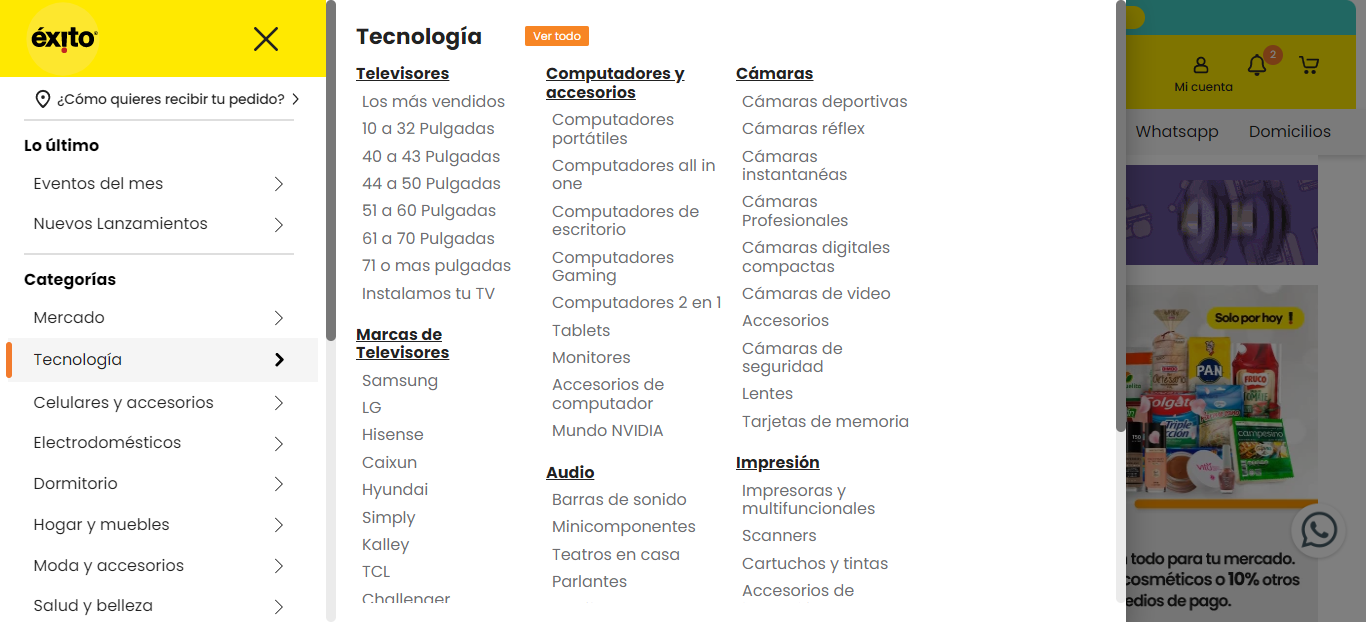 éxito
¿Cómo quieres recibir tu pedido?
Lo último
Eventos del mes
Nuevos Lanzamientos
Categorías
Mercado
Tecnología
Celulares y accesorios
Electrodomésticos
Dormitorio
Hogar y muebles
Moda y accesorios
Salud y belleza
Tecnología
Ver todo
Televisores
Los más vendidos
10 a 32 Pulgadas
40 a 43 Pulgadas
44 a 50 Pulgadas
51 a 60 Pulgadas
61 a 70 Pulgadas
71 o mas pulgadas
Instalamos tu TV
Marcas de
Televisores
Samsung
LG
Hisense
Caixun
Hyundai
Simply
Kalley
TCL
Challenger
Computadores y
accesorios
Computadores
portátiles
Computadores all in
one
Computadores de
escritorio
Computadores
Gaming
Computadores 2 en 1
Tablets
Monitores
Accesorios de
computador
Mundo NVIDIA
Audio
Barras de sonido
Minicomponentes
Teatros en casa
Parlantes
Cámaras
Cámaras deportivas
Cámaras réflex
Cámaras
instantanéas
Cámaras
Profesionales
Cámaras digitales
compactas
Cámaras de video
Accesorios
Cámaras de
seguridad
Lentes
Tarjetas de memoria
Impresión
Impresoras y
multifuncionales
Scanners
Cartuchos y tintas
Accesorios de
2
Mi cuenta
Whatsapp
Domicilios
Solo por hoy !
PAN
FRUCO
Colgate
Triple
Acción
CAMPESINO
todo para tu mercado.
cosméticos o 10% otros
edios de pago.